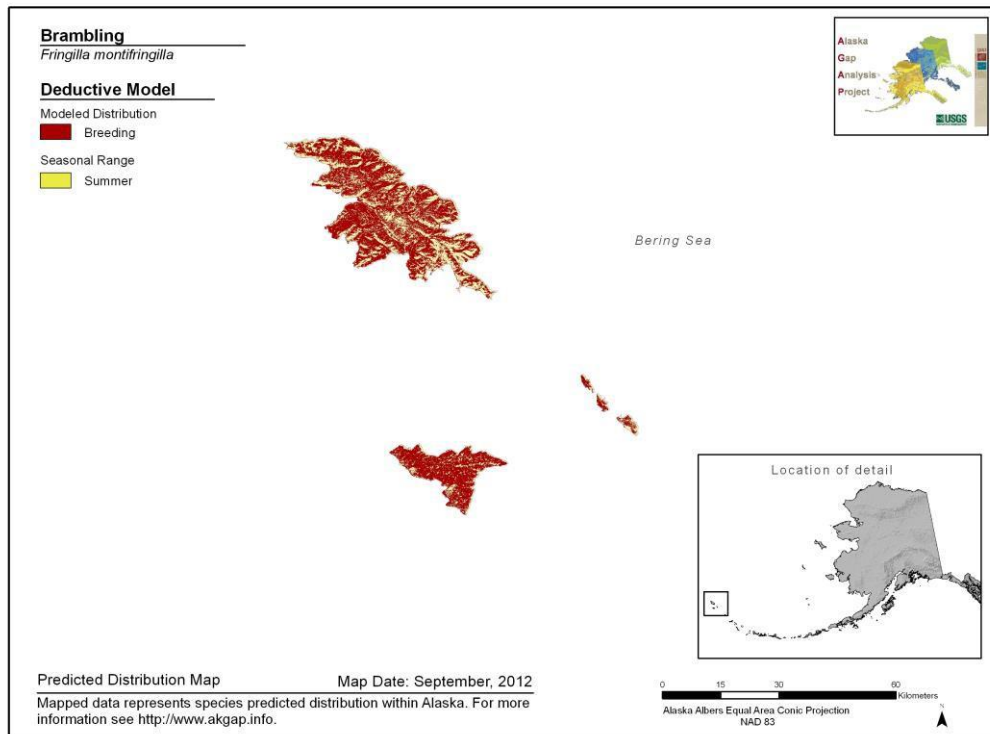 Brambling
Fringilla montifringilla
Deductive Model
Modeled Distribution
Breeding
Seasonal Range
Summer
Alaska
Gap
Analysis
Project
USGS
Bering Sea
Location of detail
Predicted Distribution Map
Map Date: September, 2012
Mapped data represents species predicted distribution within Alaska. For more
information see http://www.akgap.info.
0 15 30 60
Kilometers
Alaska Albers Equal Area Conic Projection
NAD 83
N